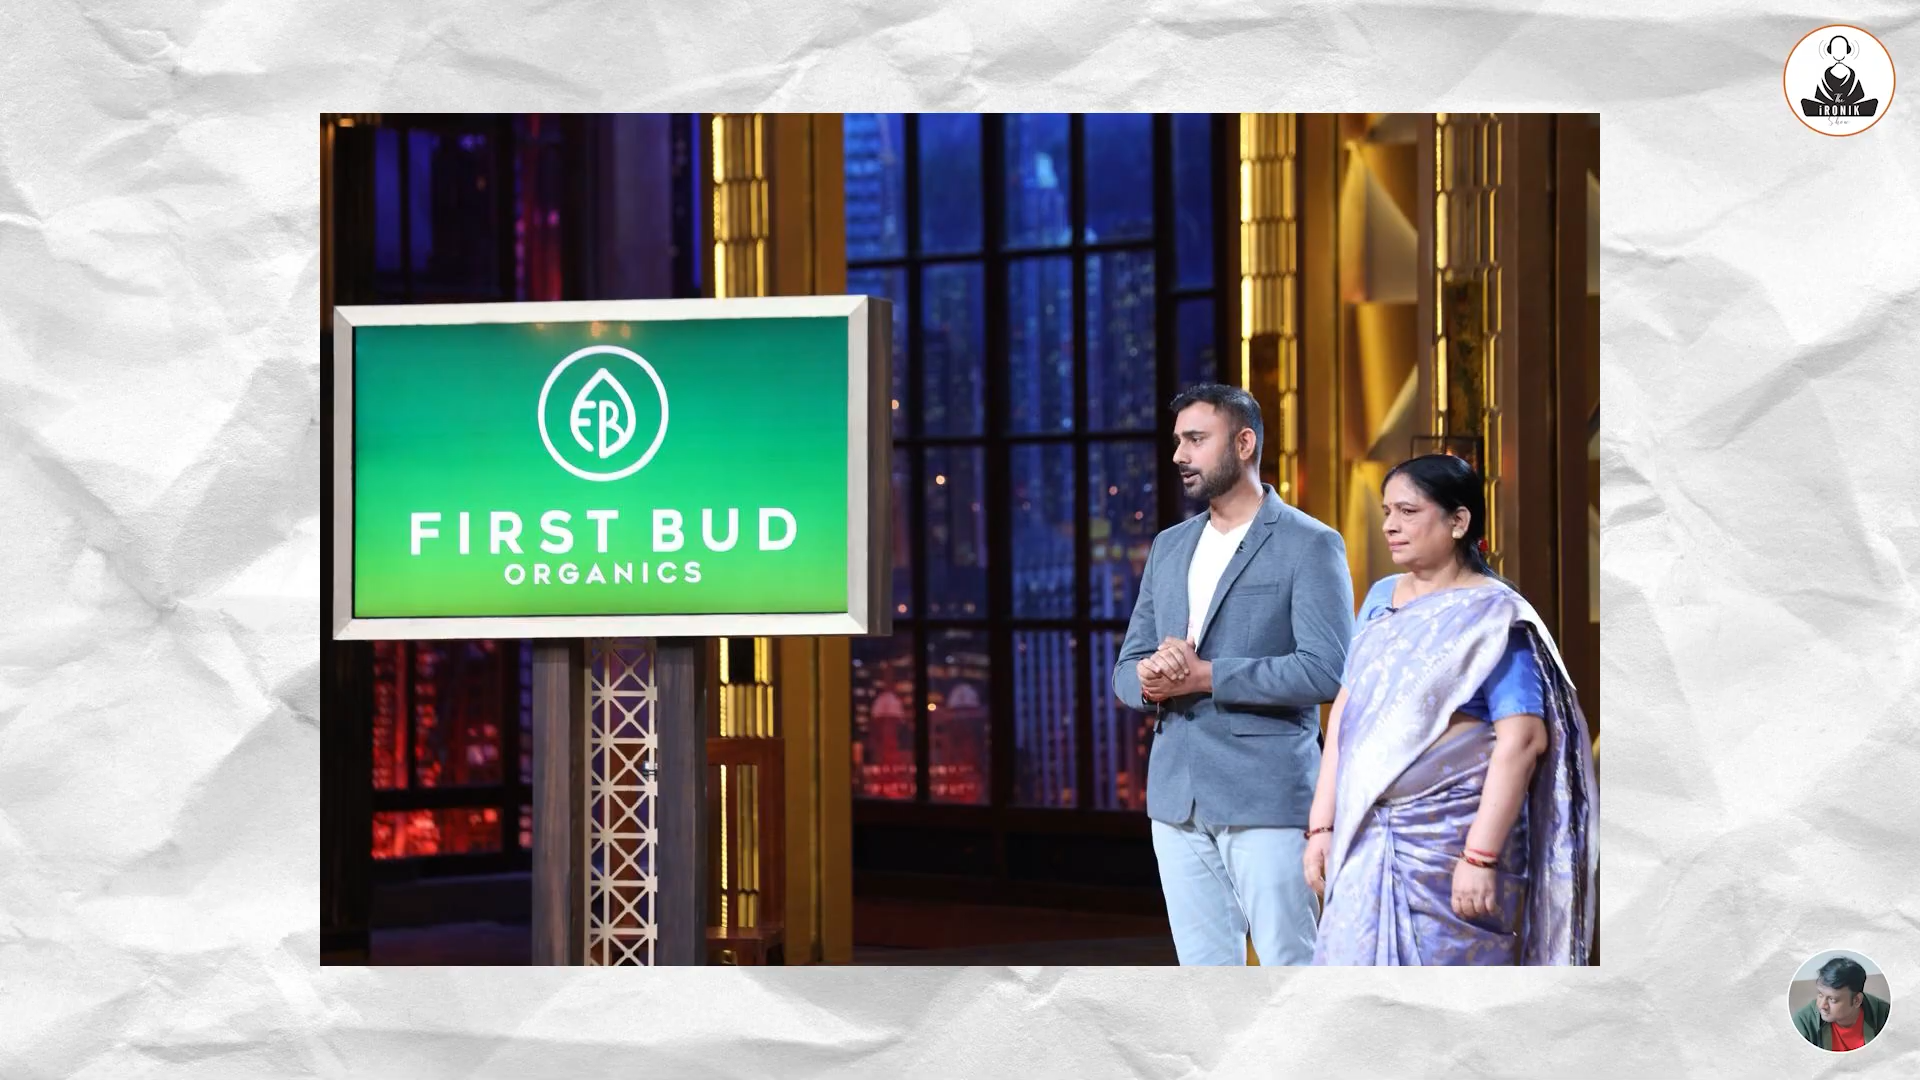 The
iRONIK
Show
FB
FIRST BUD
ORGANICS